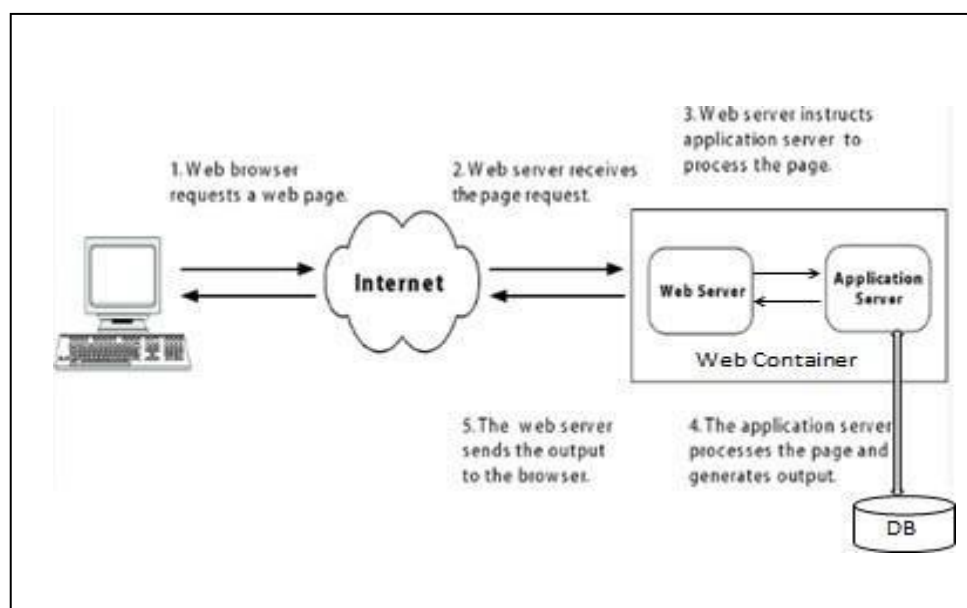 3. Web server instructs
application server to
process the page.
1. Web browser
requests a web page.
2. Web server receives
the page request.
Internet
Web Server
Application
Server
Web Container
5. The web server
sends the output
to the browser.
4. The application server
processes the page and
generates output.
DB